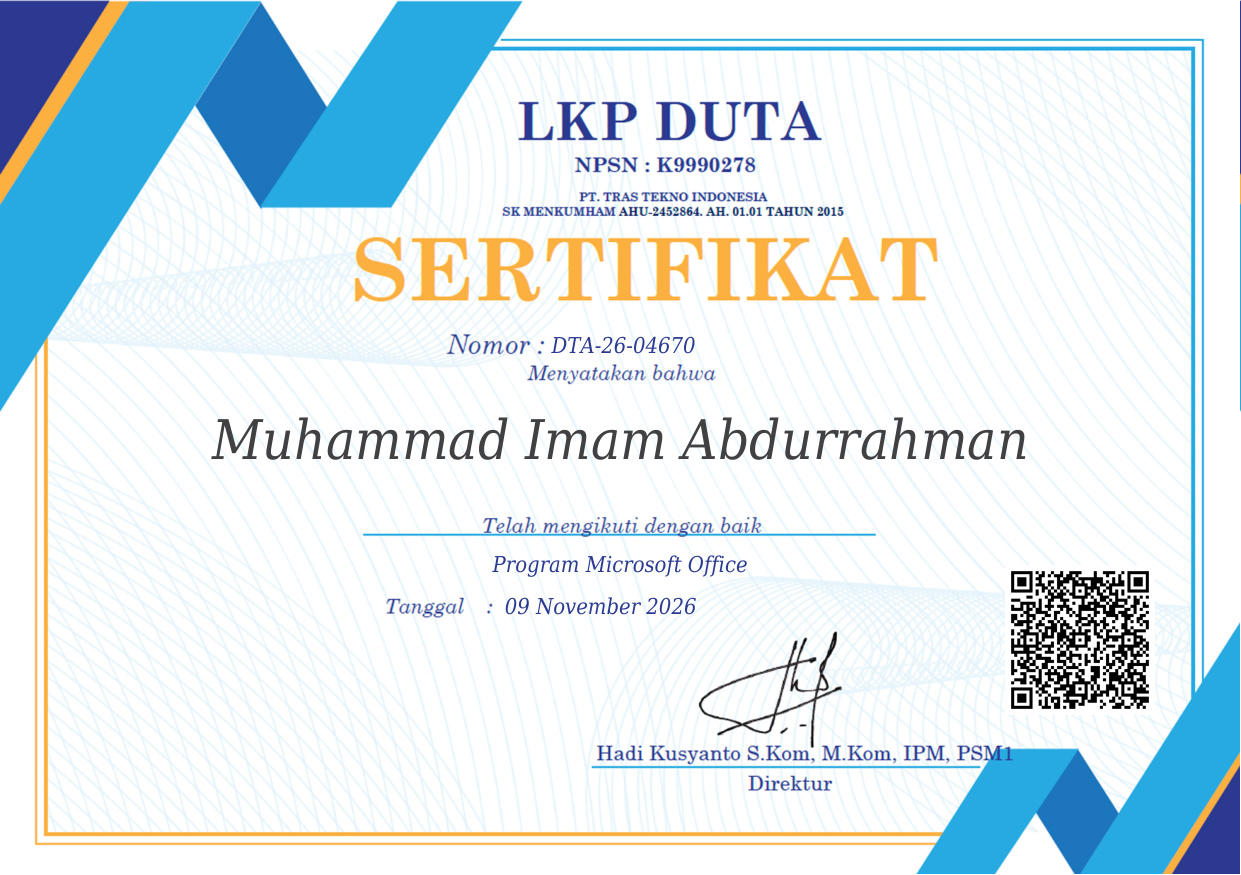 LKP DUTA
NPSN : K9990278
PT. TRAS TEKNO INDONESIA
SK MENKUMHAM AHU-2452864. AH. 01.01 TAHUN 2015
SERTIFIKAT
Nomor : DTA-26-04670
Menyatakan bahwa
Muhammad Imam Abdurrahman
Telah mengikuti dengan baik
Program Microsoft Office
Tanggal : 09 November 2026
Hadi Kusyanto S.Kom, M.Kom, IPM, PSM1
Direktur